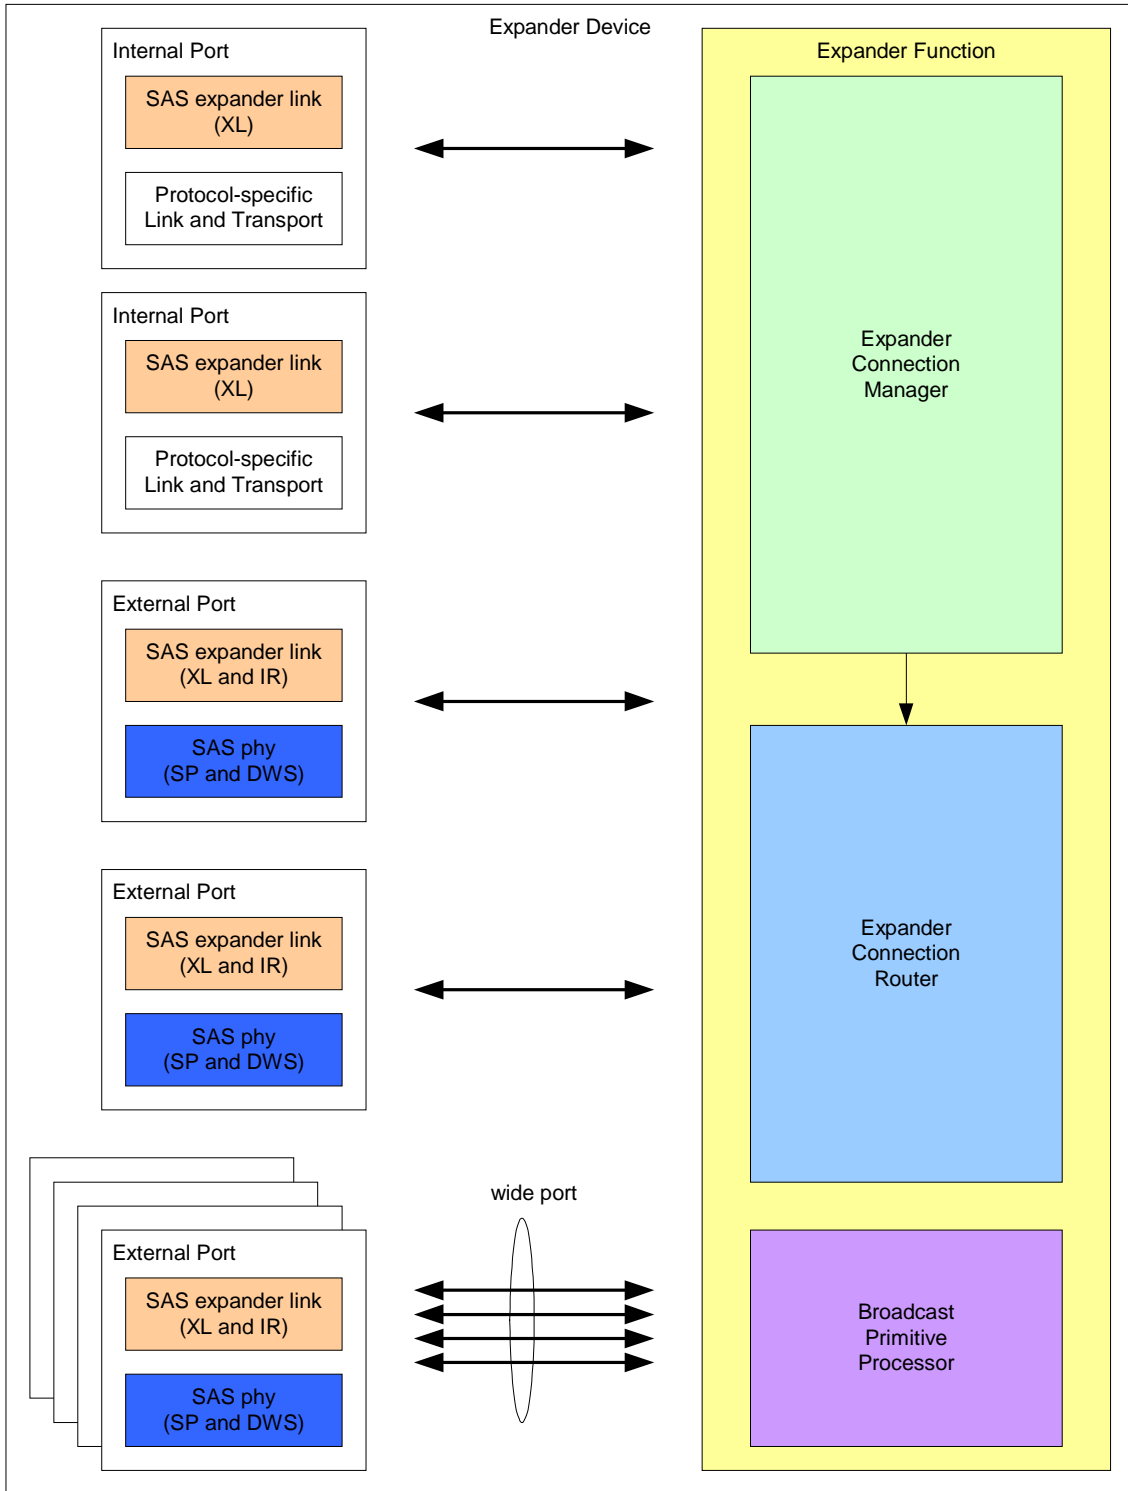 Expander Device
Internal Port
SAS expander link
(XL)
Protocol-specific
Link and Transport
Internal Port
SAS expander link
(XL)
Protocol-specific
Link and Transport
External Port
SAS expander link
(XL and IR)
SAS phy
(SP and DWS)
External Port
SAS expander link
(XL and IR)
SAS phy
(SP and DWS)
External Port
SAS expander link
(XL and IR)
SAS phy
(SP and DWS)
wide port
Expander Function
Expander
Connection
Manager
Expander
Connection
Router
Broadcast
Primitive
Processor